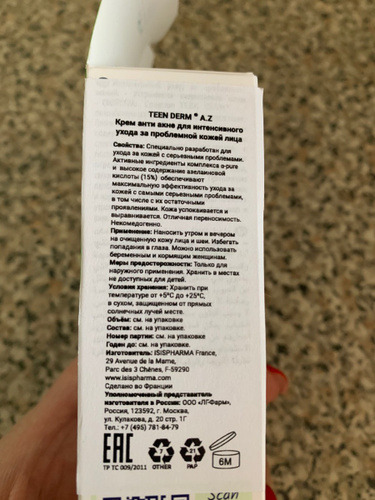 TEEN DERM ® A.Z
Крем анти акне для интенсивного
ухода за проблемной кожей лица
Свойства: Специально разработан для
ухода за кожей с серьезными проблемами.
Активные ингредиенты комплекса α-pure
и высокое содержание азелаиновой
кислоты (15%) обеспечивают
максимальную эффективность ухода за
кожей с самыми серьезными проблемами,
в том числе с их остаточными
проявлениями. Кожа успокаивается и
выравнивается. Отличная переносимость.
Некомедогенно.
Применение: Наносить утром и вечером
на очищенную кожу лица и шеи. Избегать
попадания в глаза. Можно использовать
беременным и кормящим женщинам.
Меры предосторожности: Только для
наружного применения. Хранить в местах
не доступных для детей.
Условия хранения: Хранить при
температуре от +5°С до +25°С,
в сухом, защищенном от прямых
солнечных лучей месте.
Объём: см. на упаковке
Состав: см. на упаковке.
Номер партии: см. на упаковке
Годен до: см. на упаковке.
Изготовитель: ISISPHARMA France,
29 Avenue de la Marne,
Parc des 3 Chênes, F-59290
www.isispharma.com
Сделано во Франции
Уполномоченный представитель
изготовителя в России: ООО «ЛГ-Фарм»,
Россия, 123592, г. Москва,
ул. Кулакова, д. 20 стр. 1Г
Тел.: +7 (495) 781-84-79
EAC 7 21 6M
ТР ТС 009/2011 OTHER PAP
Scan